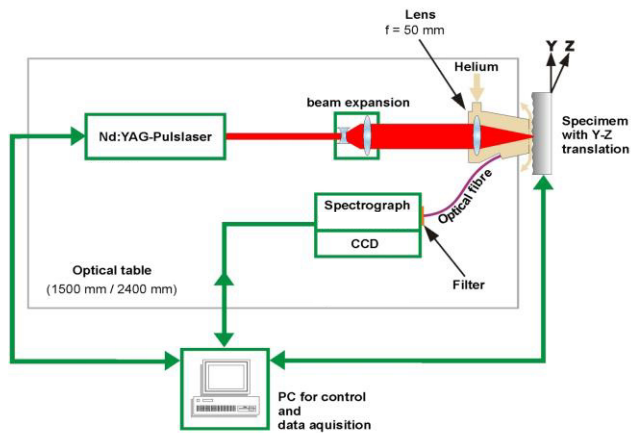 Lens
f = 50 mm
Y Z
Helium
beam expansion
Nd:YAG-Pulslaser
Specimem
with Y-Z
translation
Optical fibre
Spectrograph
CCD
Filter
Optical table
(1500 mm / 2400 mm)
PC for control
and
data aquisition